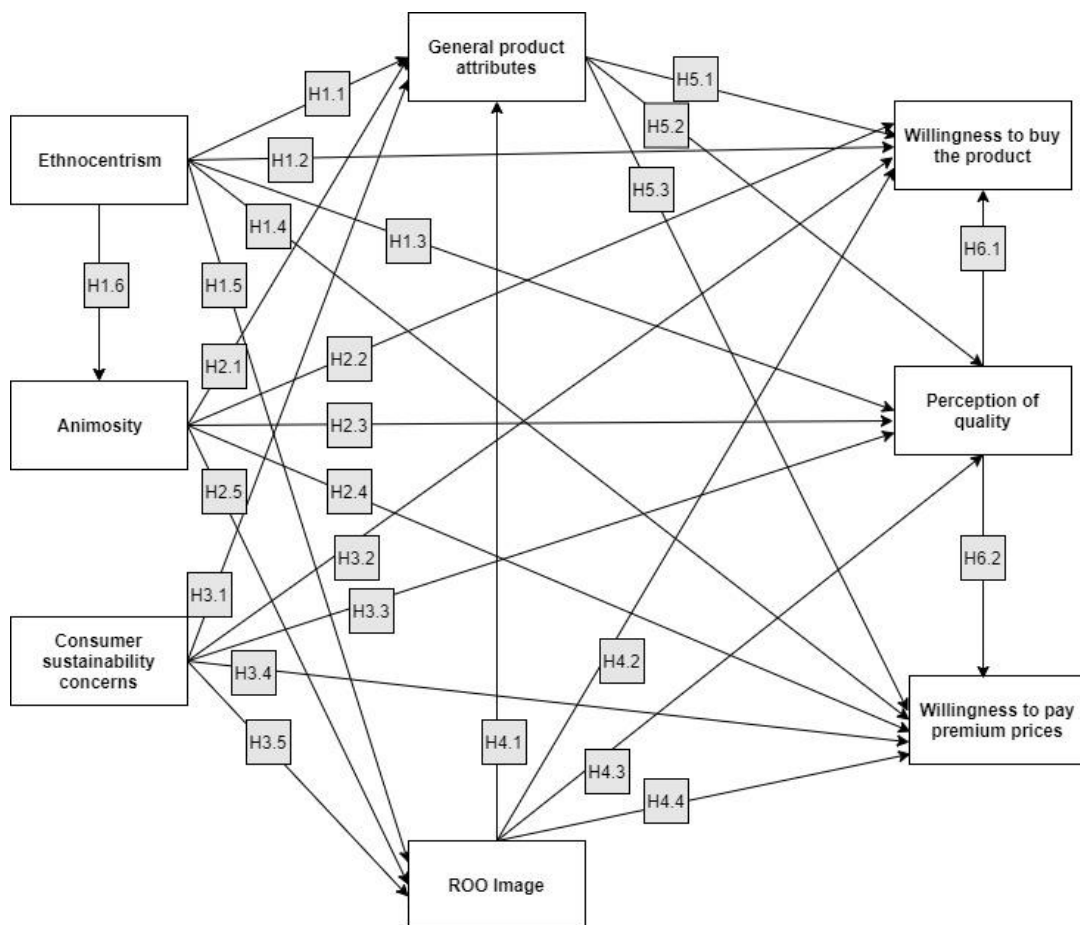 General product
attributes
H1.1
H5.1
Ethnocentrism
H1.2
H5.2
Willingness to buy
the product
H5.3
H1.4
H1.3
H6.1
H1.6
H1.5
H2.1
H2.2
Animosity
H2.3
Perception of
quality
H2.5
H2.4
H3.2
H6.2
H3.1
H3.3
Consumer
sustainability
concerns
H3.4
H4.2
Willingness to pay
premium prices
H3.5
H4.1
H4.3
H4.4
ROO Image